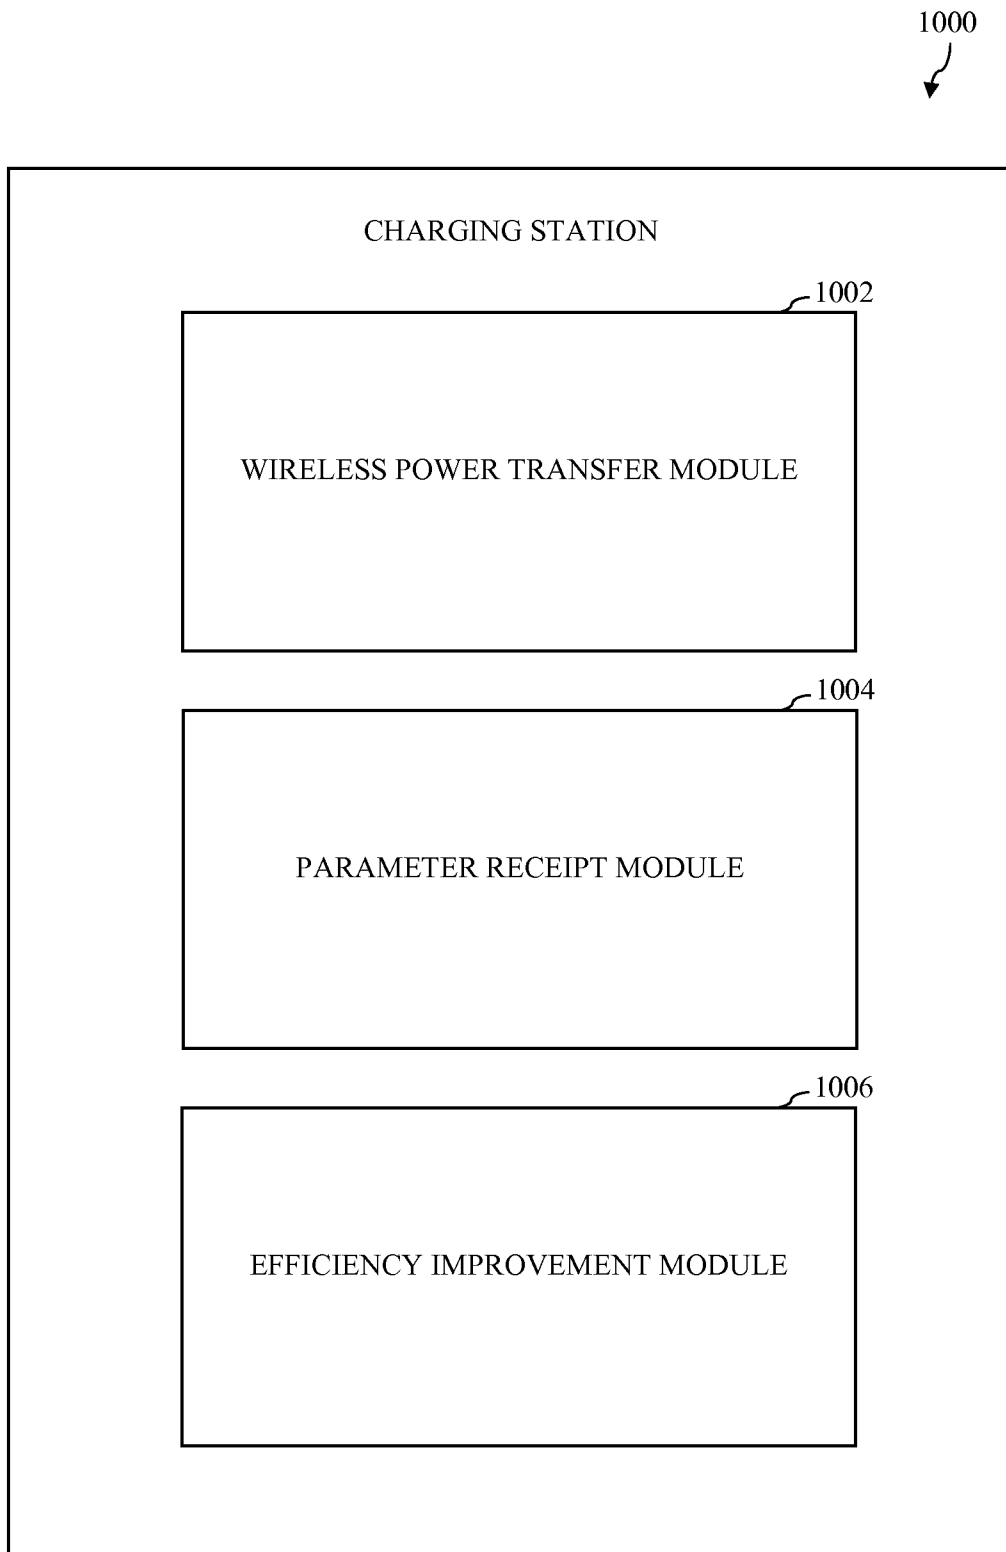 1000
CHARGING STATION
1002
WIRELESS POWER TRANSFER MODULE
1004
PARAMETER RECEIPT MODULE
1006
EFFICIENCY IMPROVEMENT MODULE